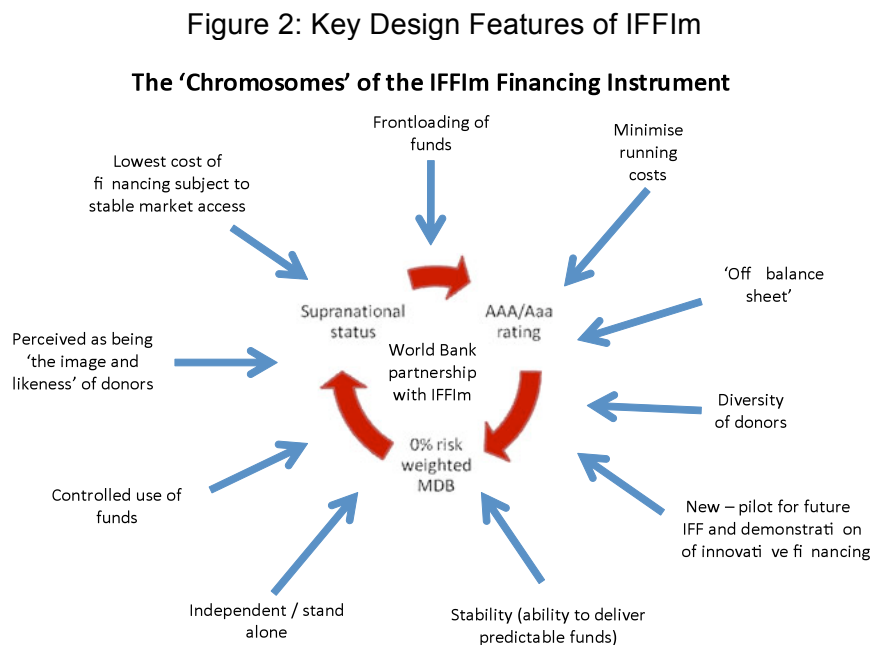 Figure 2: Key Design Features of IFFIm
The ‘Chromosomes’ of the IFFIm Financing Instrument
Frontloading of
funds
Minimise
running
costs
Lowest cost of
fi nancing subject to
stable market access
‘Off balance
sheet’
Supranational
status
AAA/Aaa
rating
World Bank
partnership
with IFFIm
0% risk
weighted
MDB
Perceived as being
‘the image and
likeness’ of donors
Diversity
of donors
Controlled use of
funds
New – pilot for future
IFF and demonstrati on
of innovati ve fi nancing
Independent / stand
alone
Stability (ability to deliver
predictable funds)